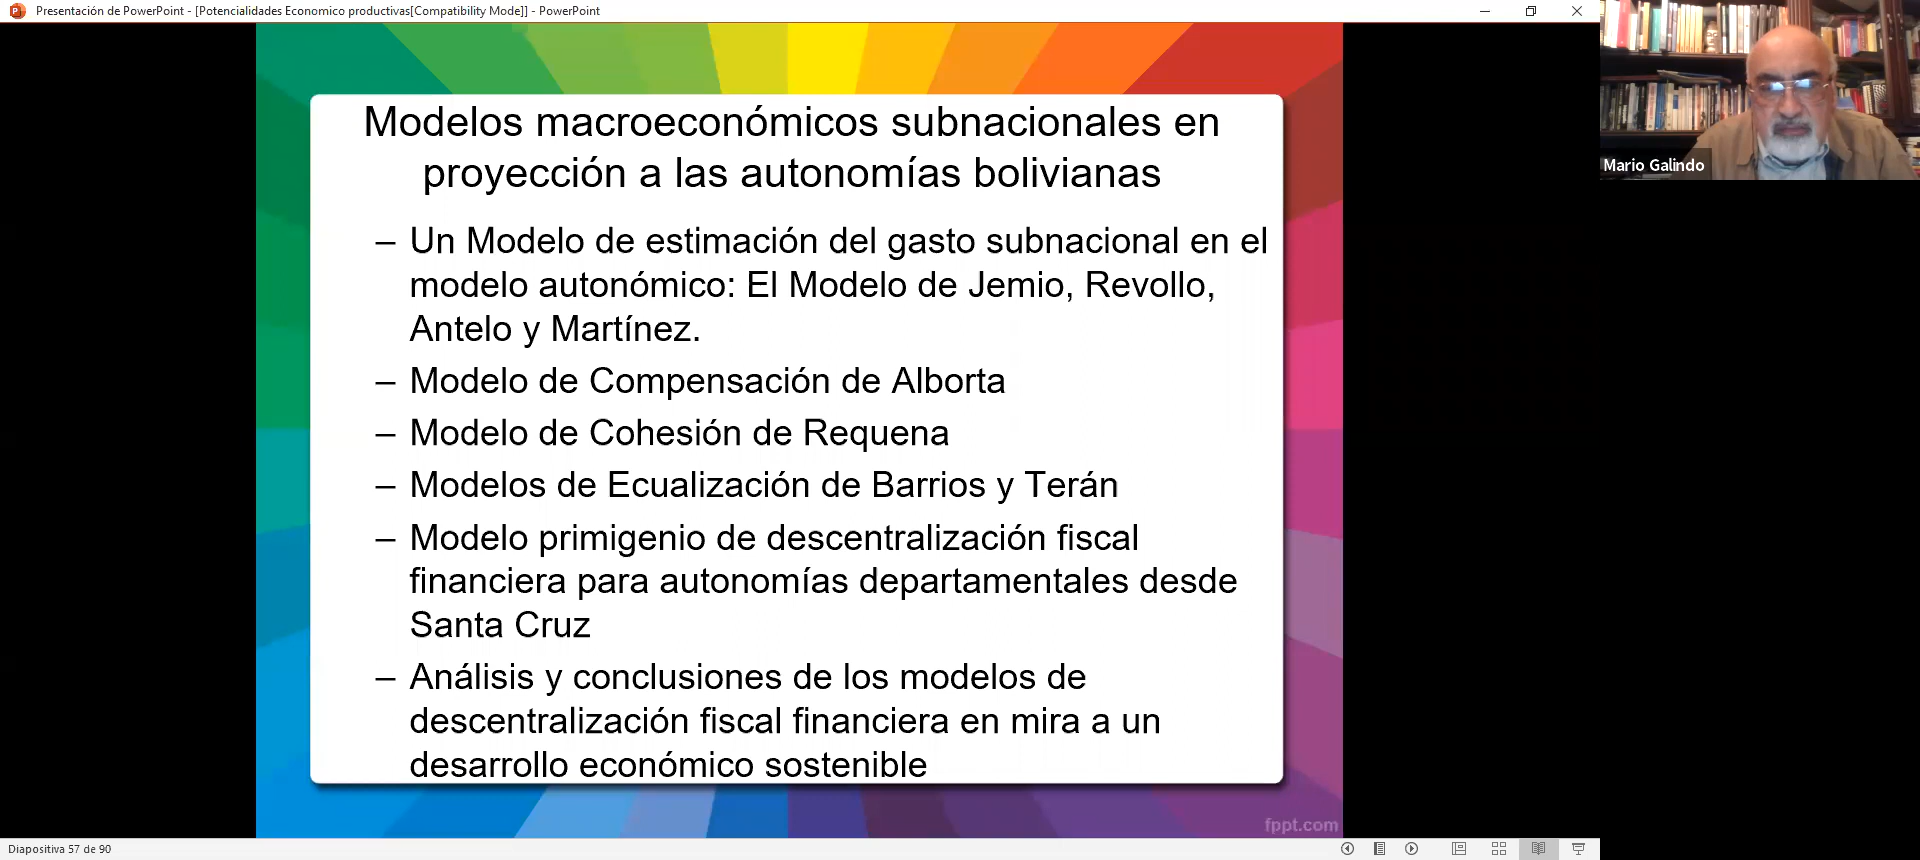 Presentación de PowerPoint - [Potencialidades Economico productivas[Compatibility Mode]] - PowerPoint
Mario Galindo
Modelos macroeconómicos subnacionales en
proyección a las autonomías bolivianas
– Un Modelo de estimación del gasto subnacional en el
modelo autonómico: El Modelo de Jemio, Revollo,
Antelo y Martínez.
– Modelo de Compensación de Alborta
– Modelo de Cohesión de Requena
– Modelos de Ecualización de Barrios y Terán
– Modelo primigenio de descentralización fiscal
financiera para autonomías departamentales desde
Santa Cruz
– Análisis y conclusiones de los modelos de
descentralización fiscal financiera en mira a un
desarrollo económico sostenible
fppt.com
Diapositiva 57 de 90